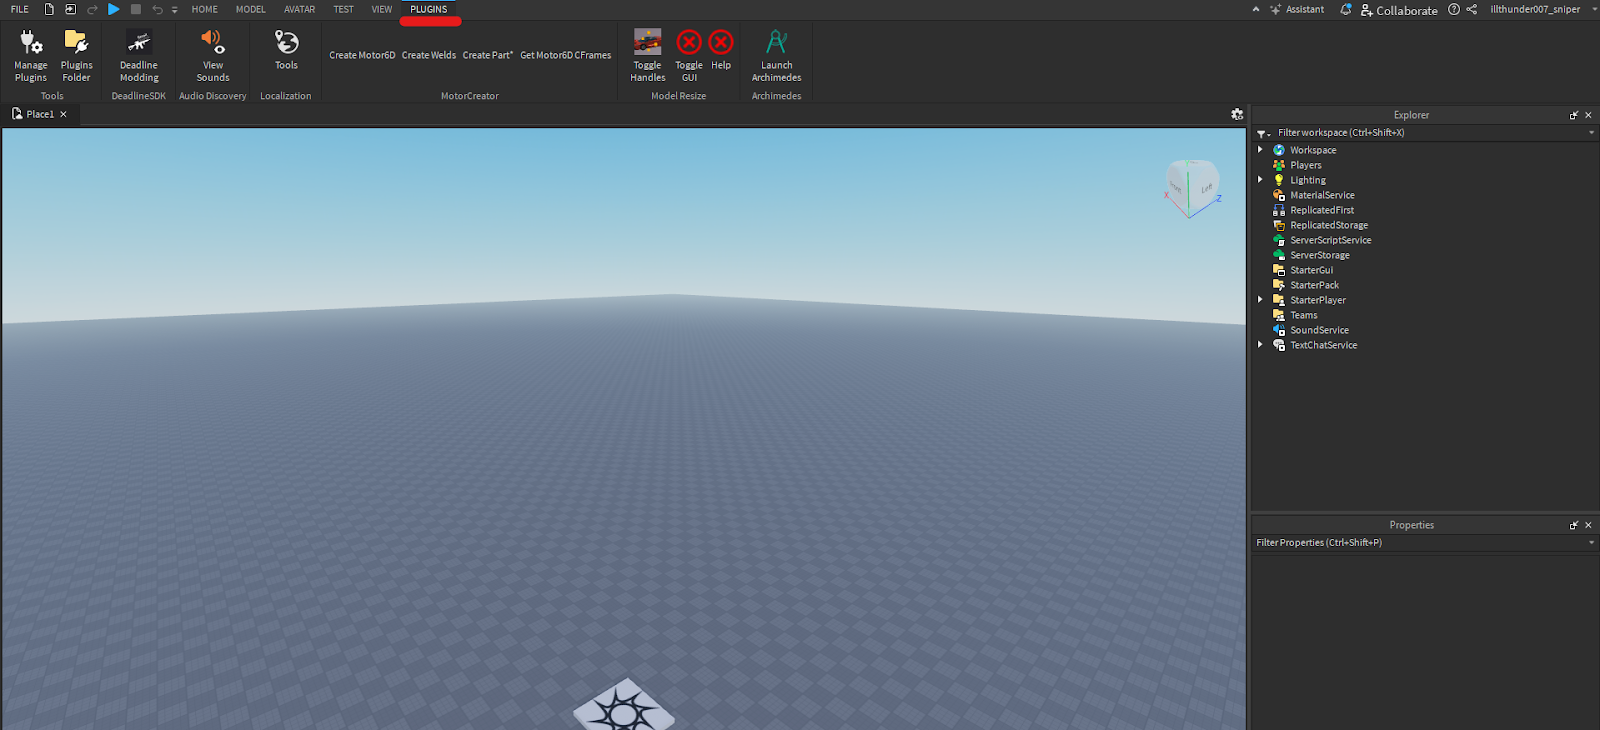 FILE HOME MODEL AVATAR TEST VIEW PLUGINS Assistant Collaborate illthunder007_sniper
Manage Plugins
Plugins Folder
Tools
Deadline Modding
DeadlineSDK
View Sounds
Audio Discovery
Tools
Localization
Create Motor6D Create Welds Create Part* Get Motor6D CFrames
MotorCreator
Toggle Handles
Toggle GUI
Help
Model Resize
Launch Archimedes
Archimedes
Place1
Front
Left
X
Z
Explorer
Filter workspace (Ctrl+Shift+X)
Workspace
Players
Lighting
MaterialService
ReplicatedFirst
ReplicatedStorage
ServerScriptService
ServerStorage
StarterGui
StarterPack
StarterPlayer
Teams
SoundService
TextChatService
Properties
Filter Properties (Ctrl+Shift+P)